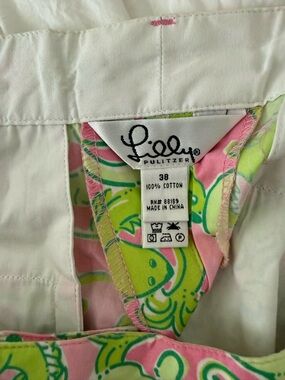 Lilly®
PULITZER
38
100% COTTON
RN# 88169
MADE IN CHINA